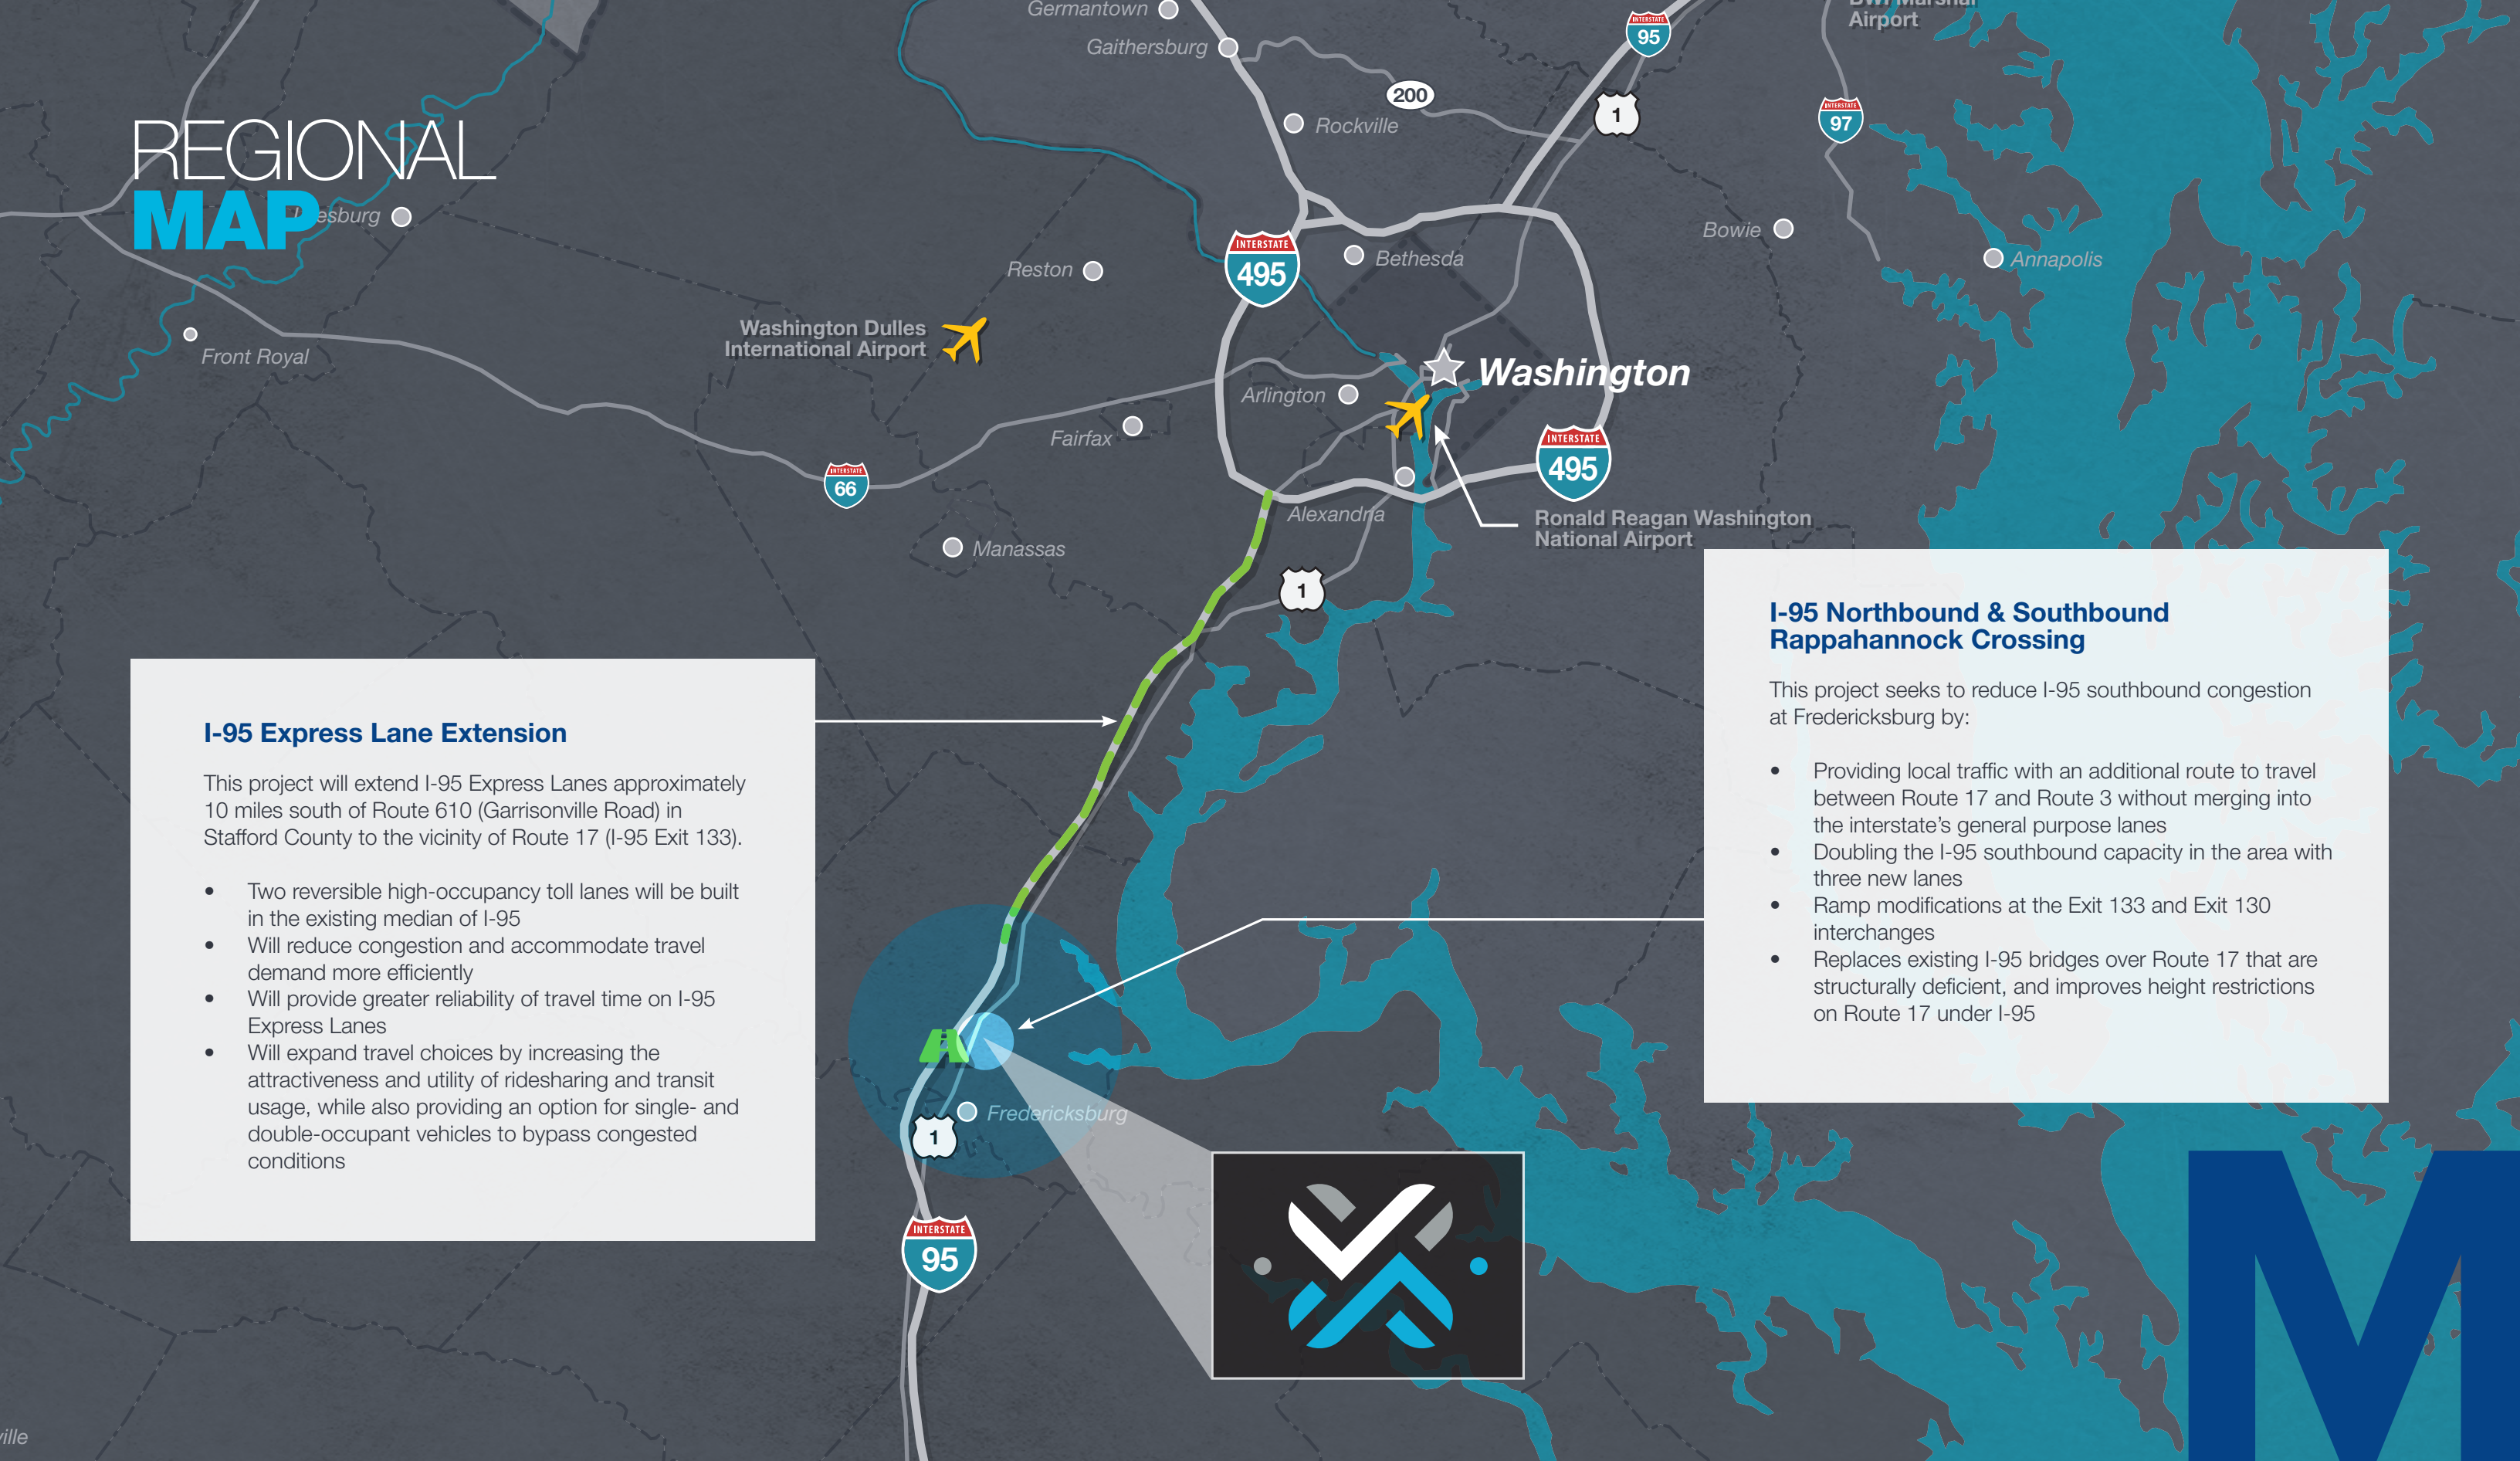 REGIONAL
MAP
esburg
Front Royal
Germantown
Gaithersburg
200
Rockville
INTERSTATE
95
1
Airport
INTERSTATE
97
Bowie
Annapolis
Reston
INTERSTATE
495
Bethesda
Washington Dulles
International Airport
Washington
Arlington
Fairfax
INTERSTATE
66
INTERSTATE
495
Manassas
Alexandria
Ronald Reagan Washington
National Airport
1
I-95 Express Lane Extension
This project will extend I-95 Express Lanes approximately
10 miles south of Route 610 (Garrisonville Road) in
Stafford County to the vicinity of Route 17 (I-95 Exit 133).
• Two reversible high-occupancy toll lanes will be built
in the existing median of I-95
• Will reduce congestion and accommodate travel
demand more efficiently
• Will provide greater reliability of travel time on I-95
Express Lanes
• Will expand travel choices by increasing the
attractiveness and utility of ridesharing and transit
usage, while also providing an option for single- and
double-occupant vehicles to bypass congested
conditions
I-95 Northbound & Southbound
Rappahannock Crossing
This project seeks to reduce I-95 southbound congestion
at Fredericksburg by:
• Providing local traffic with an additional route to travel
between Route 17 and Route 3 without merging into
the interstate's general purpose lanes
• Doubling the I-95 southbound capacity in the area with
three new lanes
• Ramp modifications at the Exit 133 and Exit 130
interchanges
• Replaces existing I-95 bridges over Route 17 that are
structurally deficient, and improves height restrictions
on Route 17 under I-95
Fredericksburg
1
INTERSTATE
95
ville
M